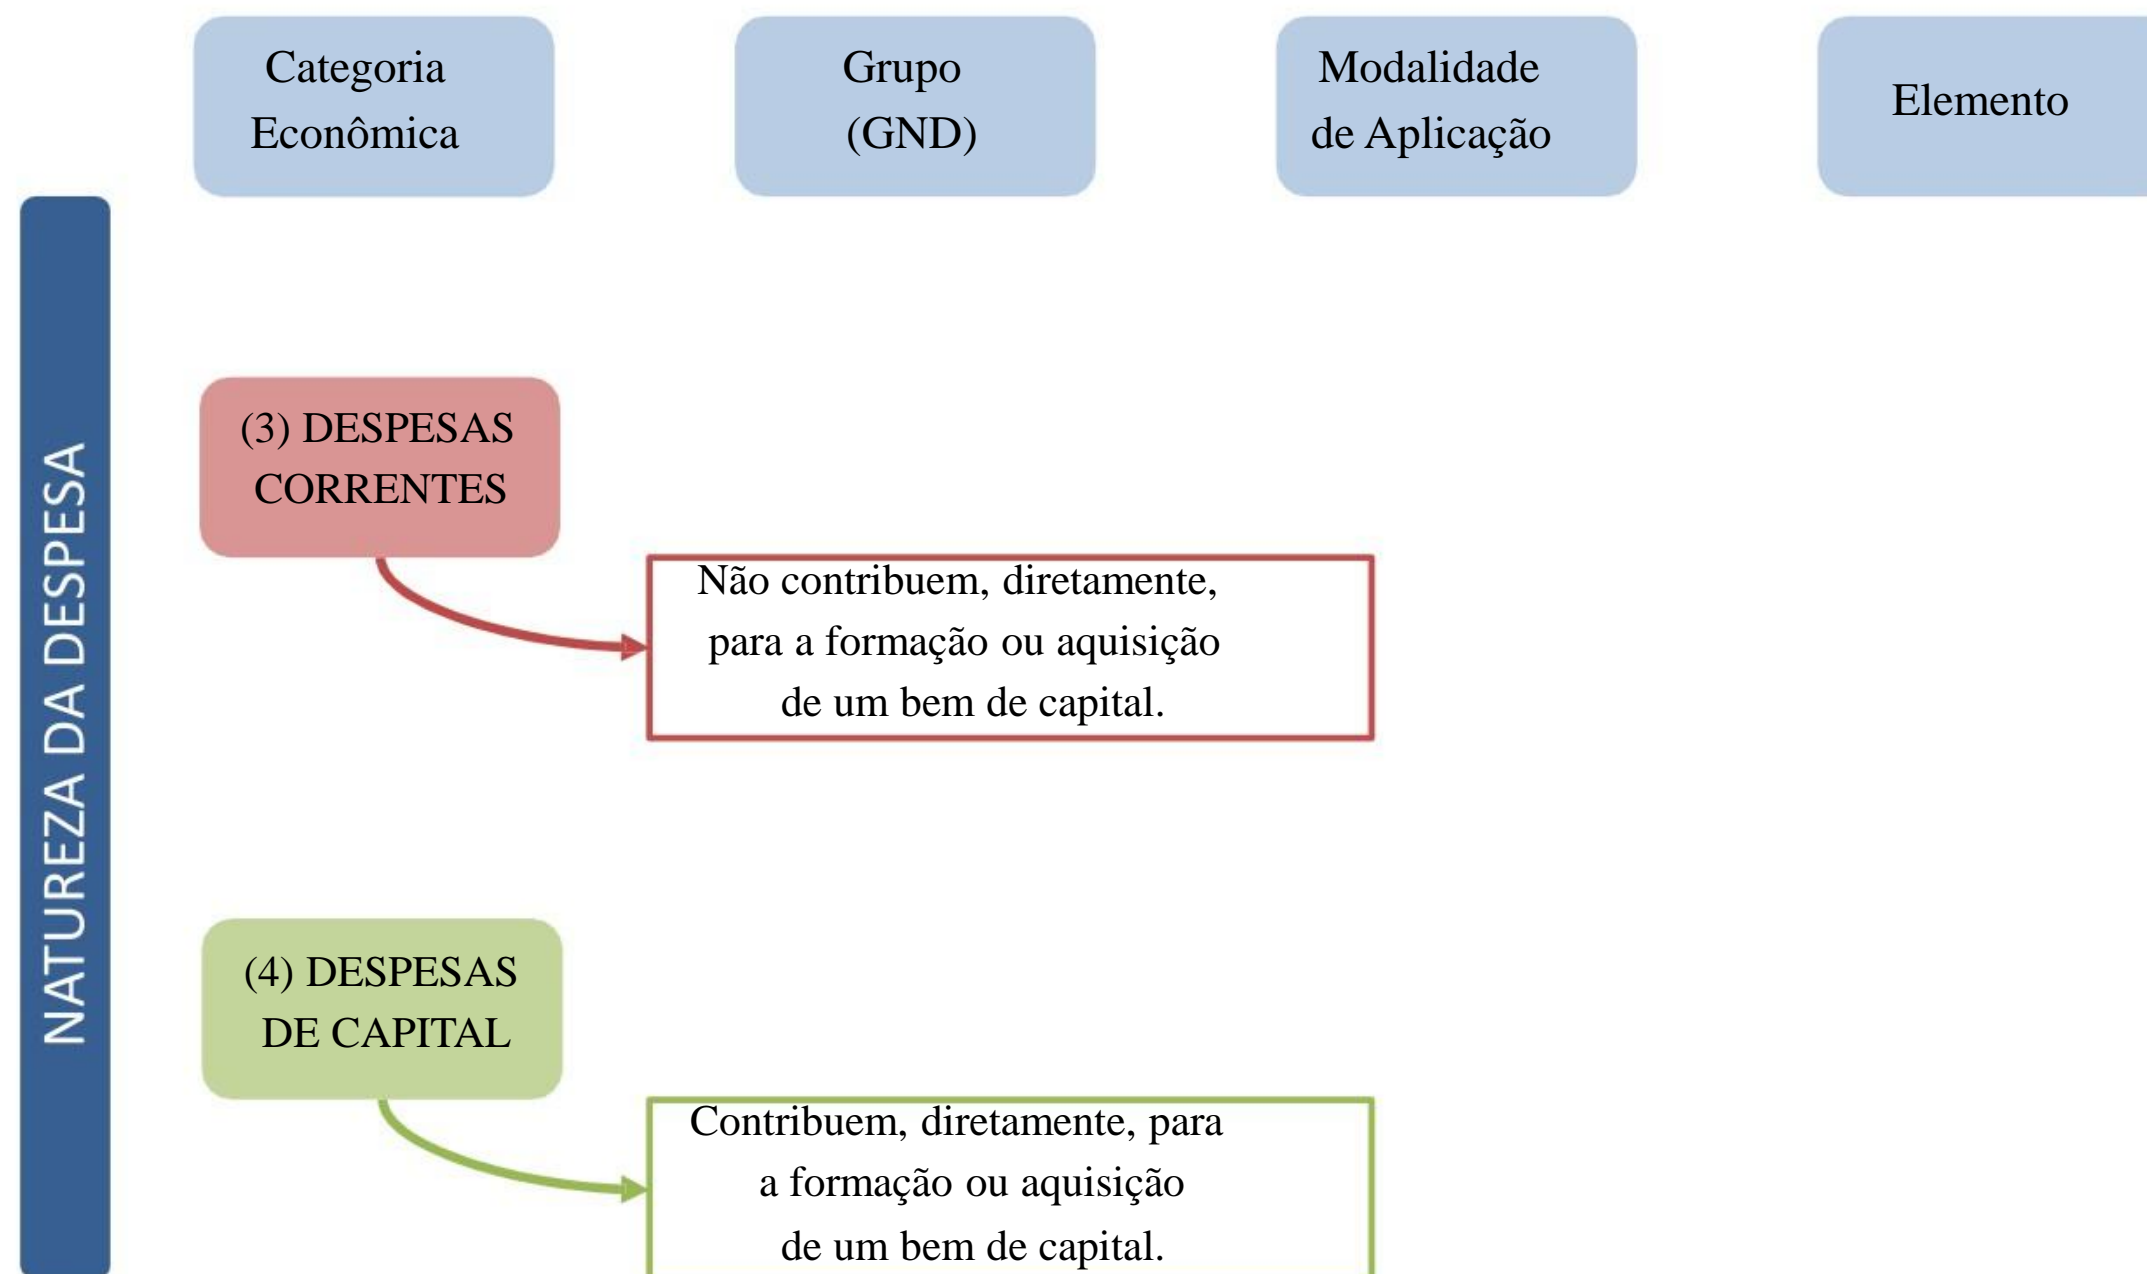 Categoria
Econômica
Grupo
(GND)
Modalidade
de Aplicação
Elemento
NATUREZA DA DESPESA
(3) DESPESAS
CORRENTES
Não contribuem, diretamente,
para a formação ou aquisição
de um bem de capital.
(4) DESPESAS
DE CAPITAL
Contribuem, diretamente, para
a formação ou aquisição
de um bem de capital.